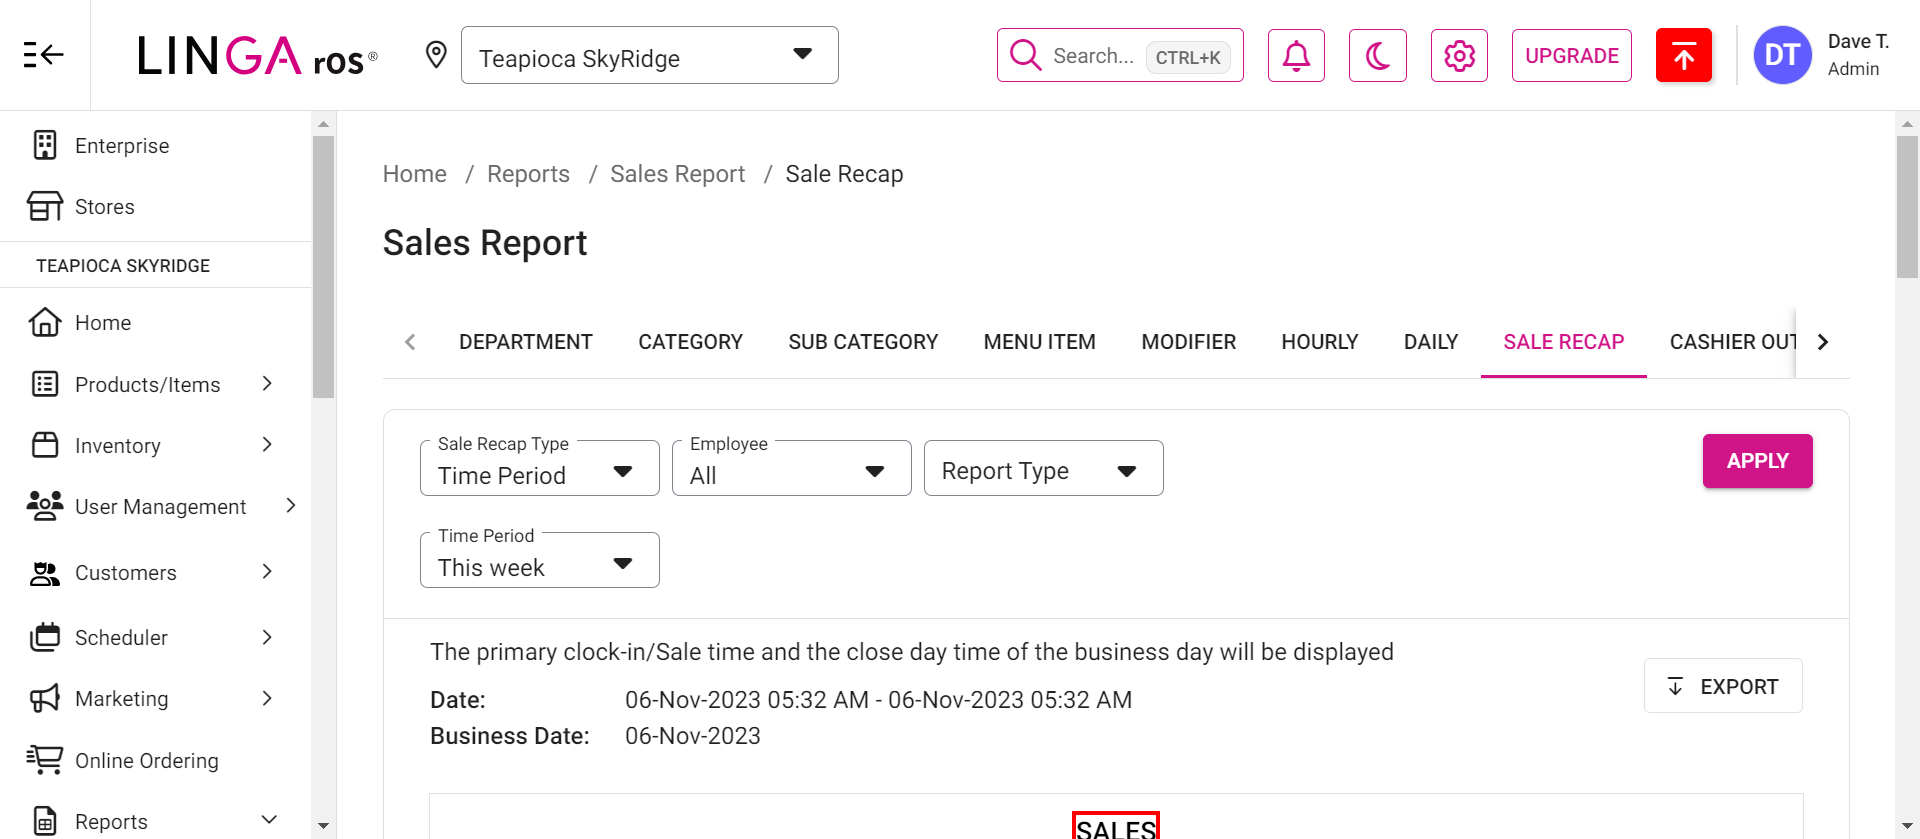 LINGA ros®
Teapioca SkyRidge
Search... CTRL+K
UPGRADE
DT
Dave T.
Admin
Enterprise
Stores
TEAPIOCA SKYRIDGE
Home
Products/Items
Inventory
User Management
Customers
Scheduler
Marketing
Online Ordering
Reports
Home / Reports / Sales Report / Sale Recap
Sales Report
DEPARTMENT CATEGORY SUB CATEGORY MENU ITEM MODIFIER HOURLY DAILY SALE RECAP CASHIER OUT
Sale Recap Type
Time Period
Employee
All
Report Type
APPLY
Time Period
This week
The primary clock-in/Sale time and the close day time of the business day will be displayed
Date: 06-Nov-2023 05:32 AM - 06-Nov-2023 05:32 AM
Business Date: 06-Nov-2023
EXPORT
SALES